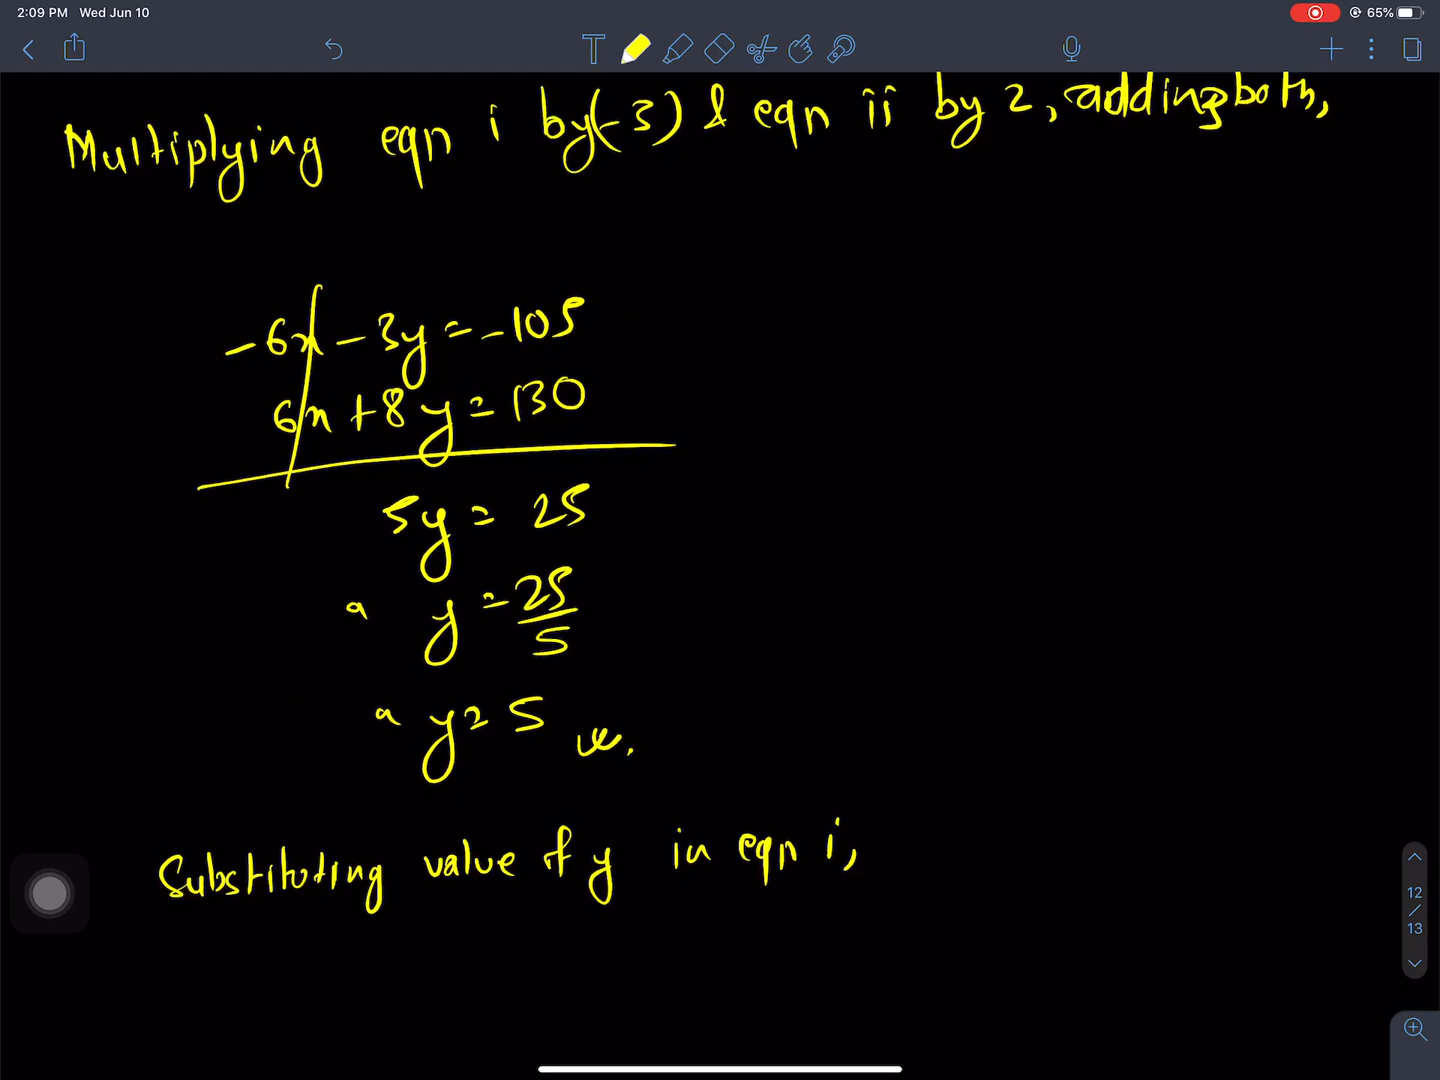 2:09 PM Wed Jun 10
65%
T
Multiplying eqn i by(-3) & eqn ii by 2, adding both,
-6x - 3y = -105
6x + 8y = 130
5y = 25
y = 25/5
y = 5
Substituting value of y in eqn i,
12
/
13